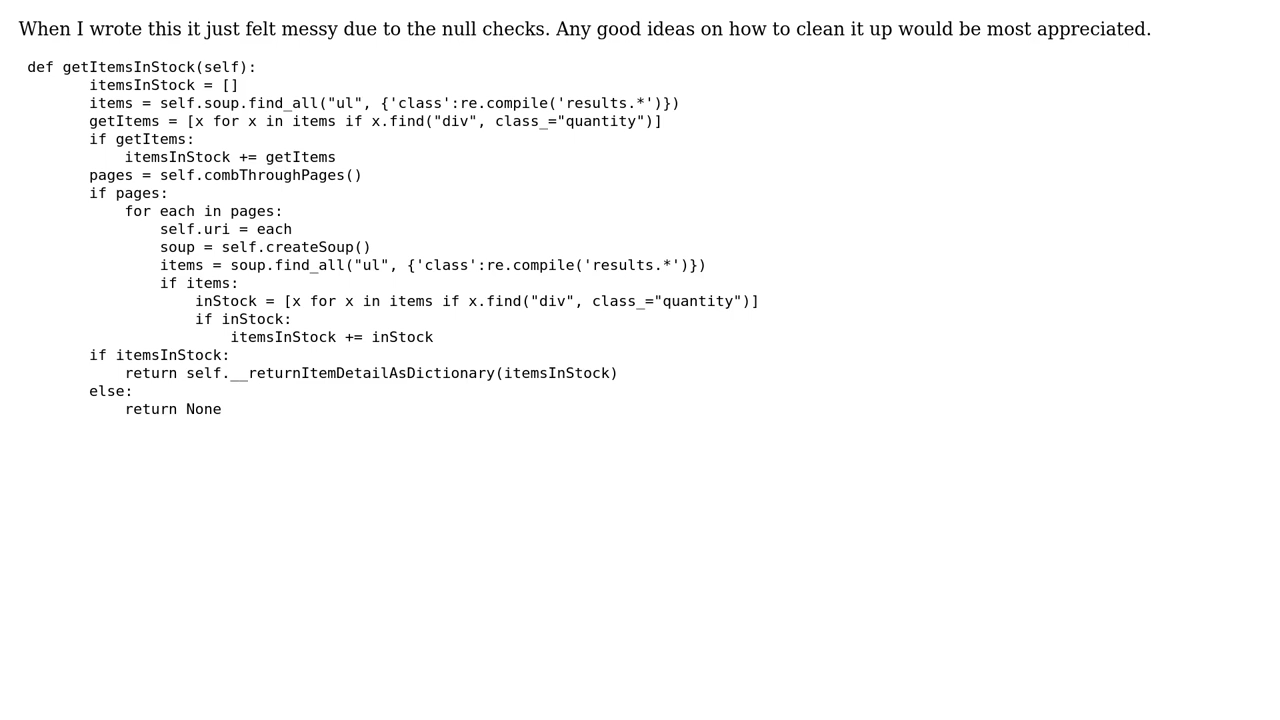 When I wrote this it just felt messy due to the null checks. Any good ideas on how to clean it up would be most appreciated.
def getItemsInStock(self):
        itemsInStock = []
        items = self.soup.find_all("ul", {'class':re.compile('results.*')})
        getItems = [x for x in items if x.find("div", class_="quantity")]
        if getItems:
            itemsInStock += getItems
        pages = self.combThroughPages()
        if pages:
            for each in pages:
                self.uri = each
                soup = self.createSoup()
                items = soup.find_all("ul", {'class':re.compile('results.*')})
                if items:
                    inStock = [x for x in items if x.find("div", class_="quantity")]
                    if inStock:
                        itemsInStock += inStock
        if itemsInStock:
            return self.__returnItemDetailAsDictionary(itemsInStock)
        else:
            return None